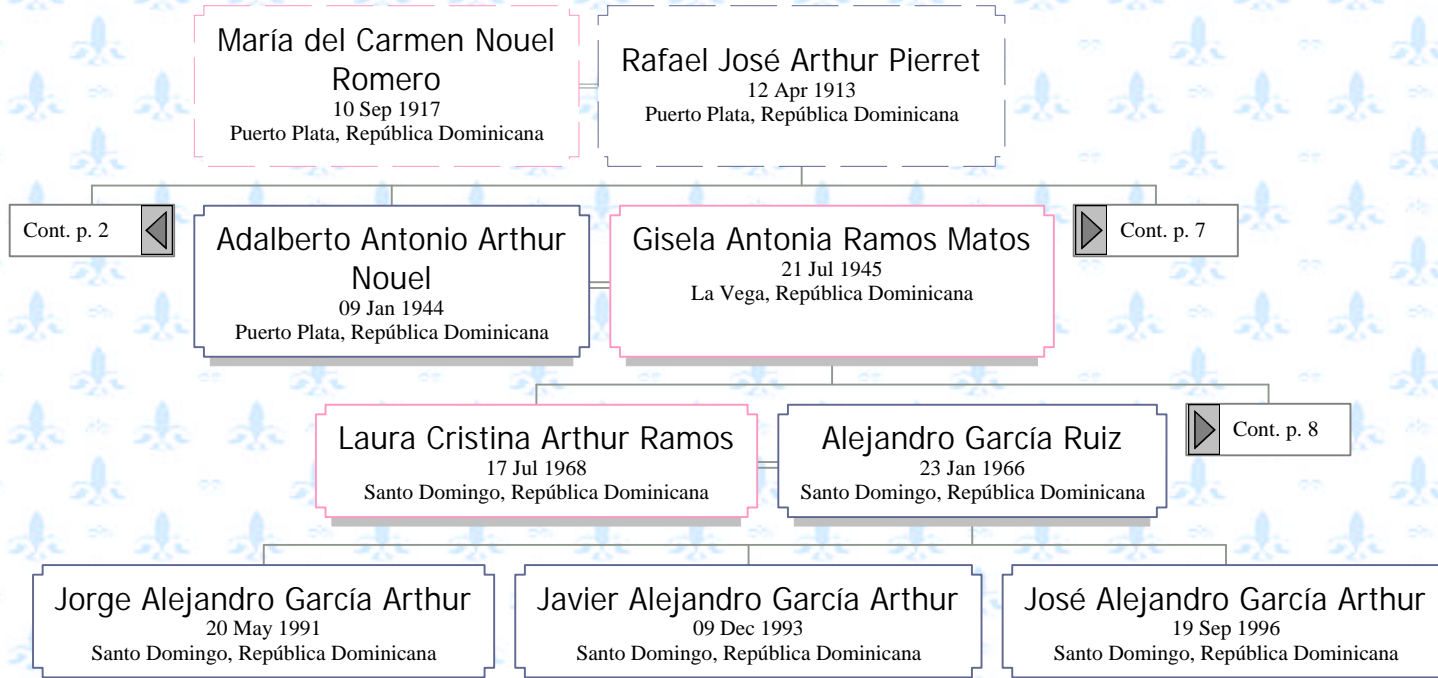 María del Carmen Nouel
Romero
10 Sep 1917
Puerto Plata, República Dominicana
Rafael José Arthur Pierret
12 Apr 1913
Puerto Plata, República Dominicana
Cont. p. 2
Adalberto Antonio Arthur
Nouel
09 Jan 1944
Puerto Plata, República Dominicana
Gisela Antonia Ramos Matos
21 Jul 1945
La Vega, República Dominicana
Cont. p. 7
Laura Cristina Arthur Ramos
17 Jul 1968
Santo Domingo, República Dominicana
Alejandro García Ruiz
23 Jan 1966
Santo Domingo, República Dominicana
Cont. p. 8
Jorge Alejandro García Arthur
20 May 1991
Santo Domingo, República Dominicana
Javier Alejandro García Arthur
09 Dec 1993
Santo Domingo, República Dominicana
José Alejandro García Arthur
19 Sep 1996
Santo Domingo, República Dominicana